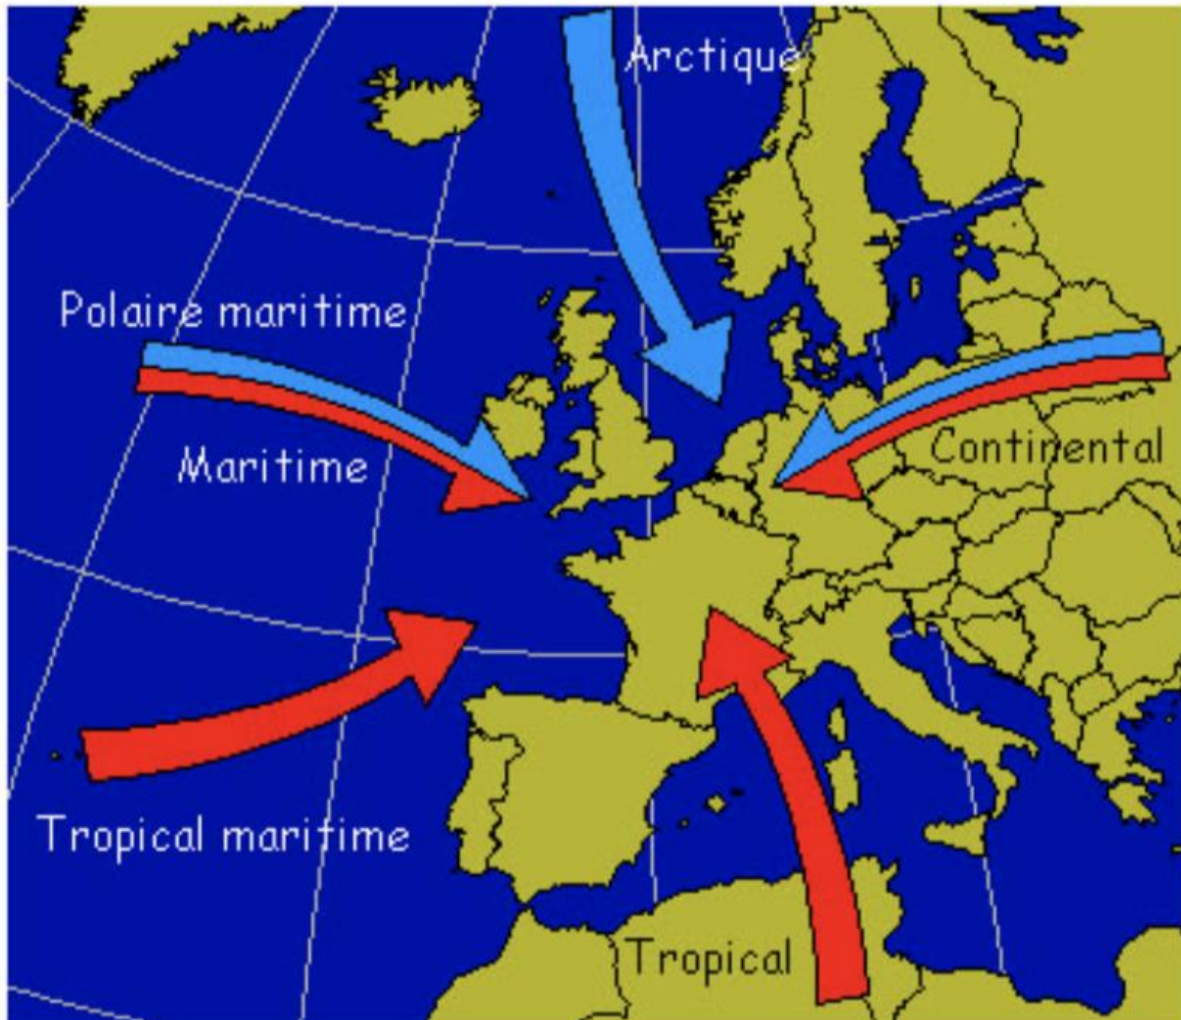 Arctique
Polaire maritime
Maritime
Continental
Tropical maritime
Tropical